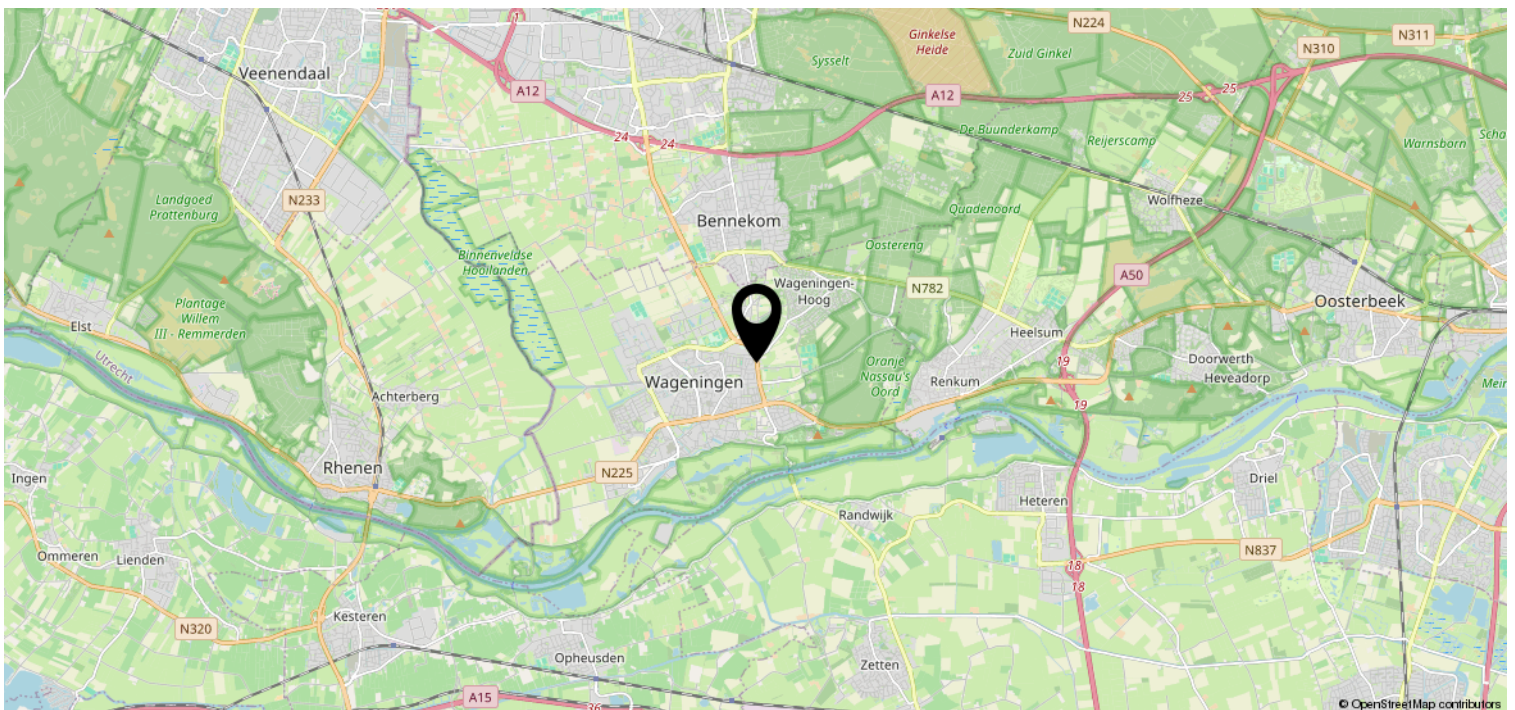 N224
N311
Ginkelse
Heide
N310
Zuid Ginkel
Sysselt
Veenendaal
A12
A12
25
25
De Buunderkamp
24
24
Reijerscamp
Warnsborn
Scha
Landgoed
Prattenburg
N233
Wolfheze
Quadenoord
Bennekom
Oostereng
Binnenveldse
Hooilanden
A50
Wageningen-
Hoog
N782
Oosterbeek
Plantage
Willem
III - Remmerden
Elst
Heelsum
Utrecht
Oranje
Nassau's
Oord
19
Doorwerth
Wageningen
Renkum
Heveadorp
Mein
Achterberg
19
Rhenen
N225
Ingen
Driel
Heteren
Randwijk
Ommeren
Lienden
N837
18
18
Kesteren
N320
Opheusden
Zetten
A15
36
© OpenStreetMap contributors